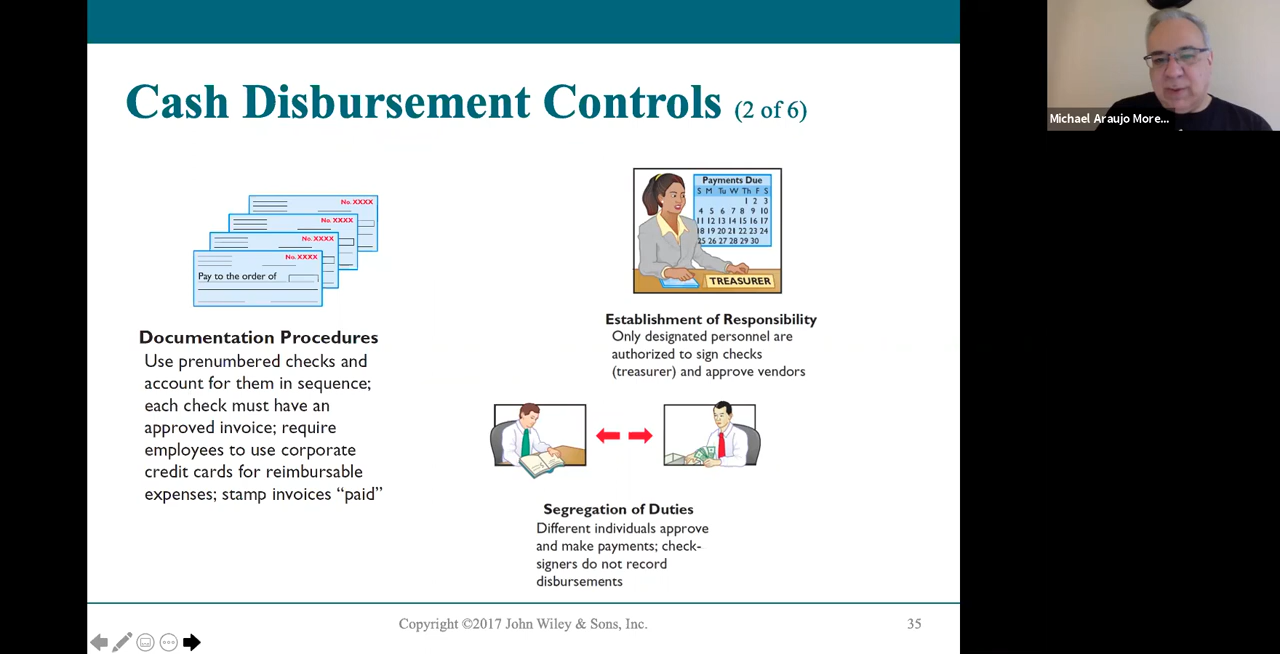 Cash Disbursement Controls (2 of 6)
No. XXXX
No. XXXX
No. XXXX
No. XXXX
Pay to the order of
Documentation Procedures
Use prenumbered checks and
account for them in sequence;
each check must have an
approved invoice; require
employees to use corporate
credit cards for reimbursable
expenses; stamp invoices “paid”
Payments Due
S M Tu W Th F S
1 2 3
4 5 6 7 8 9 10
11 12 13 14 15 16 17
18 19 20 21 22 23 24
25 26 27 28 29 30
TREASURER
Establishment of Responsibility
Only designated personnel are
authorized to sign checks
(treasurer) and approve vendors
Segregation of Duties
Different individuals approve
and make payments; check-
signers do not record
disbursements
Copyright ©2017 John Wiley & Sons, Inc.
35
Michael Araujo More...